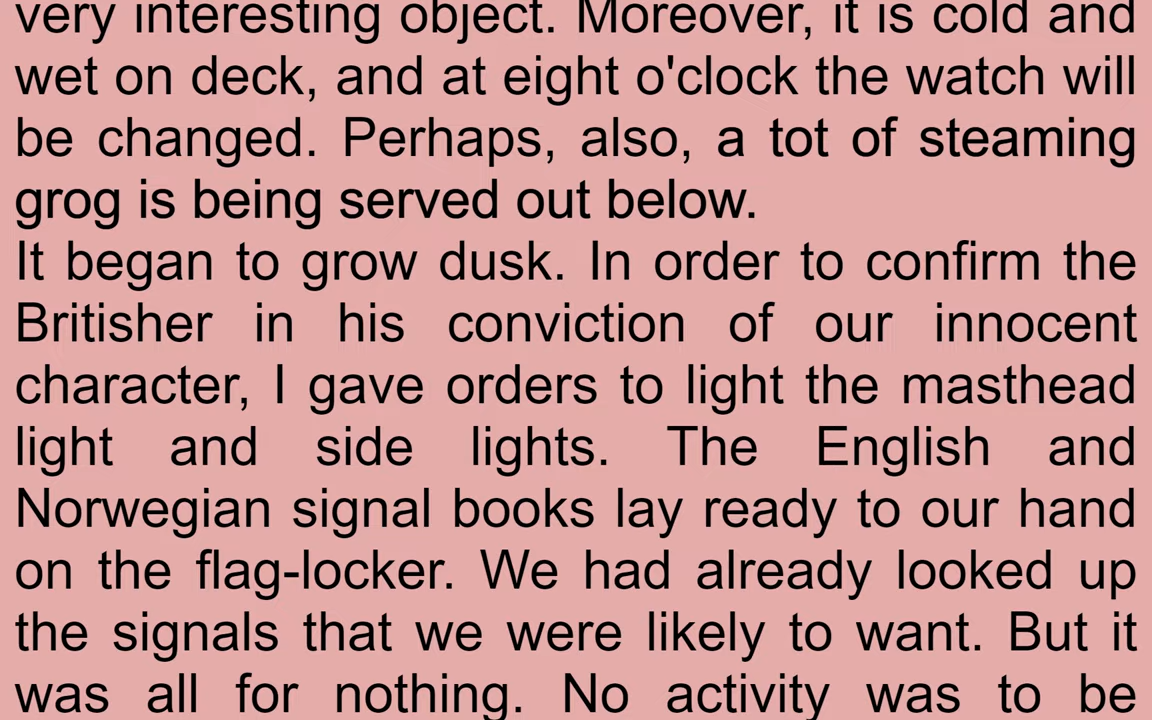 very interesting object. Moreover, it is cold and
wet on deck, and at eight o'clock the watch will
be changed. Perhaps, also, a tot of steaming
grog is being served out below.
It began to grow dusk. In order to confirm the
Britisher in his conviction of our innocent
character, I gave orders to light the masthead
light and side lights. The English and
Norwegian signal books lay ready to our hand
on the flag-locker. We had already looked up
the signals that we were likely to want. But it
was all for nothing. No activity was to be